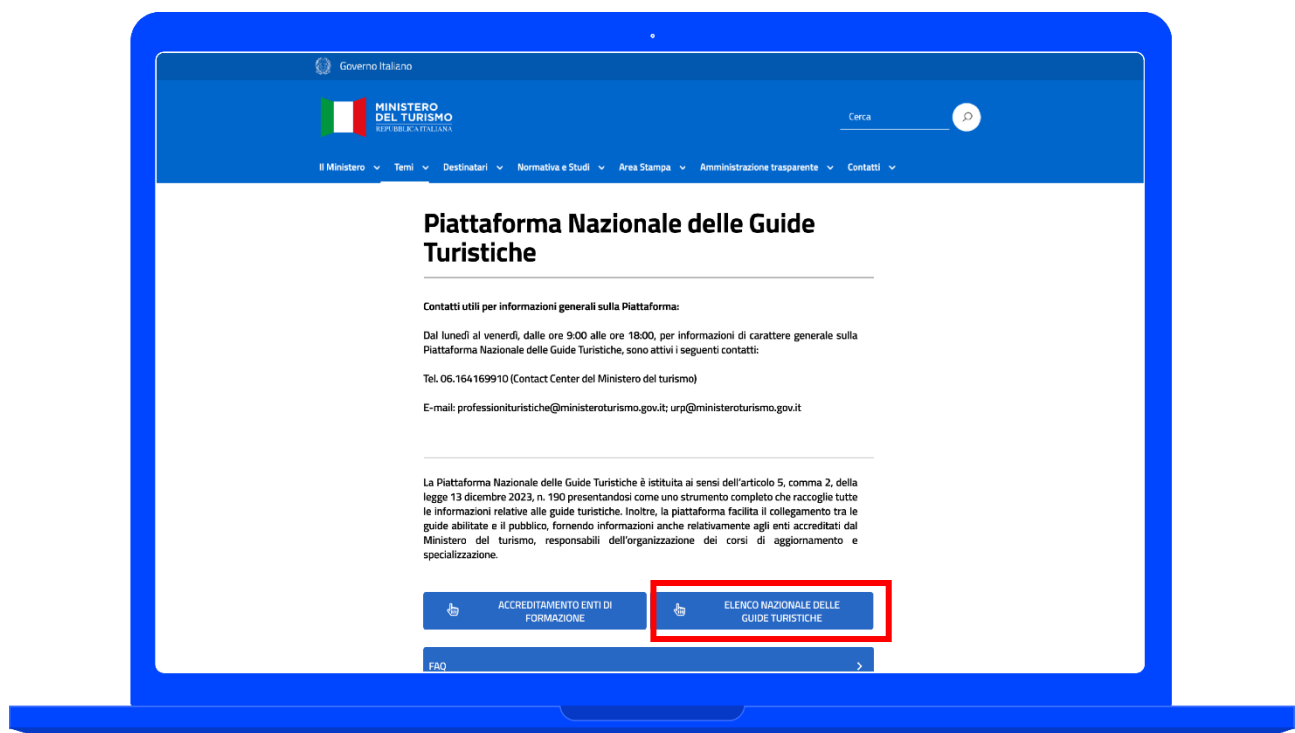 Governo Italiano
MINISTERO
DEL TURISMO
REPUBBLICA ITALIANA
Cerca
Il Ministero Temi Destinatari Normativa e Studi Area Stampa Amministrazione trasparente Contatti
Piattaforma Nazionale delle Guide
Turistiche
Contatti utili per informazioni generali sulla Piattaforma:
Dal lunedì al venerdì, dalle ore 9:00 alle ore 18:00, per informazioni di carattere generale sulla
Piattaforma Nazionale delle Guide Turistiche, sono attivi i seguenti contatti:
Tel. 06.164169910 (Contact Center del Ministero del turismo)
E-mail: professionituristiche@ministeroturismo.gov.it; urp@ministeroturismo.gov.it
La Piattaforma Nazionale delle Guide Turistiche è istituita ai sensi dell'articolo 5, comma 2, della
legge 13 dicembre 2023, n. 190 presentandosi come uno strumento completo che raccoglie tutte
le informazioni relative alle guide turistiche. Inoltre, la piattaforma facilita il collegamento tra le
guide abilitate e il pubblico, fornendo informazioni anche relativamente agli enti accreditati dal
Ministero del turismo, responsabili dell'organizzazione dei corsi di aggiornamento e
specializzazione.
ACCREDITAMENTO ENTI DI
FORMAZIONE
ELENCO NAZIONALE DELLE
GUIDE TURISTICHE
FAQ